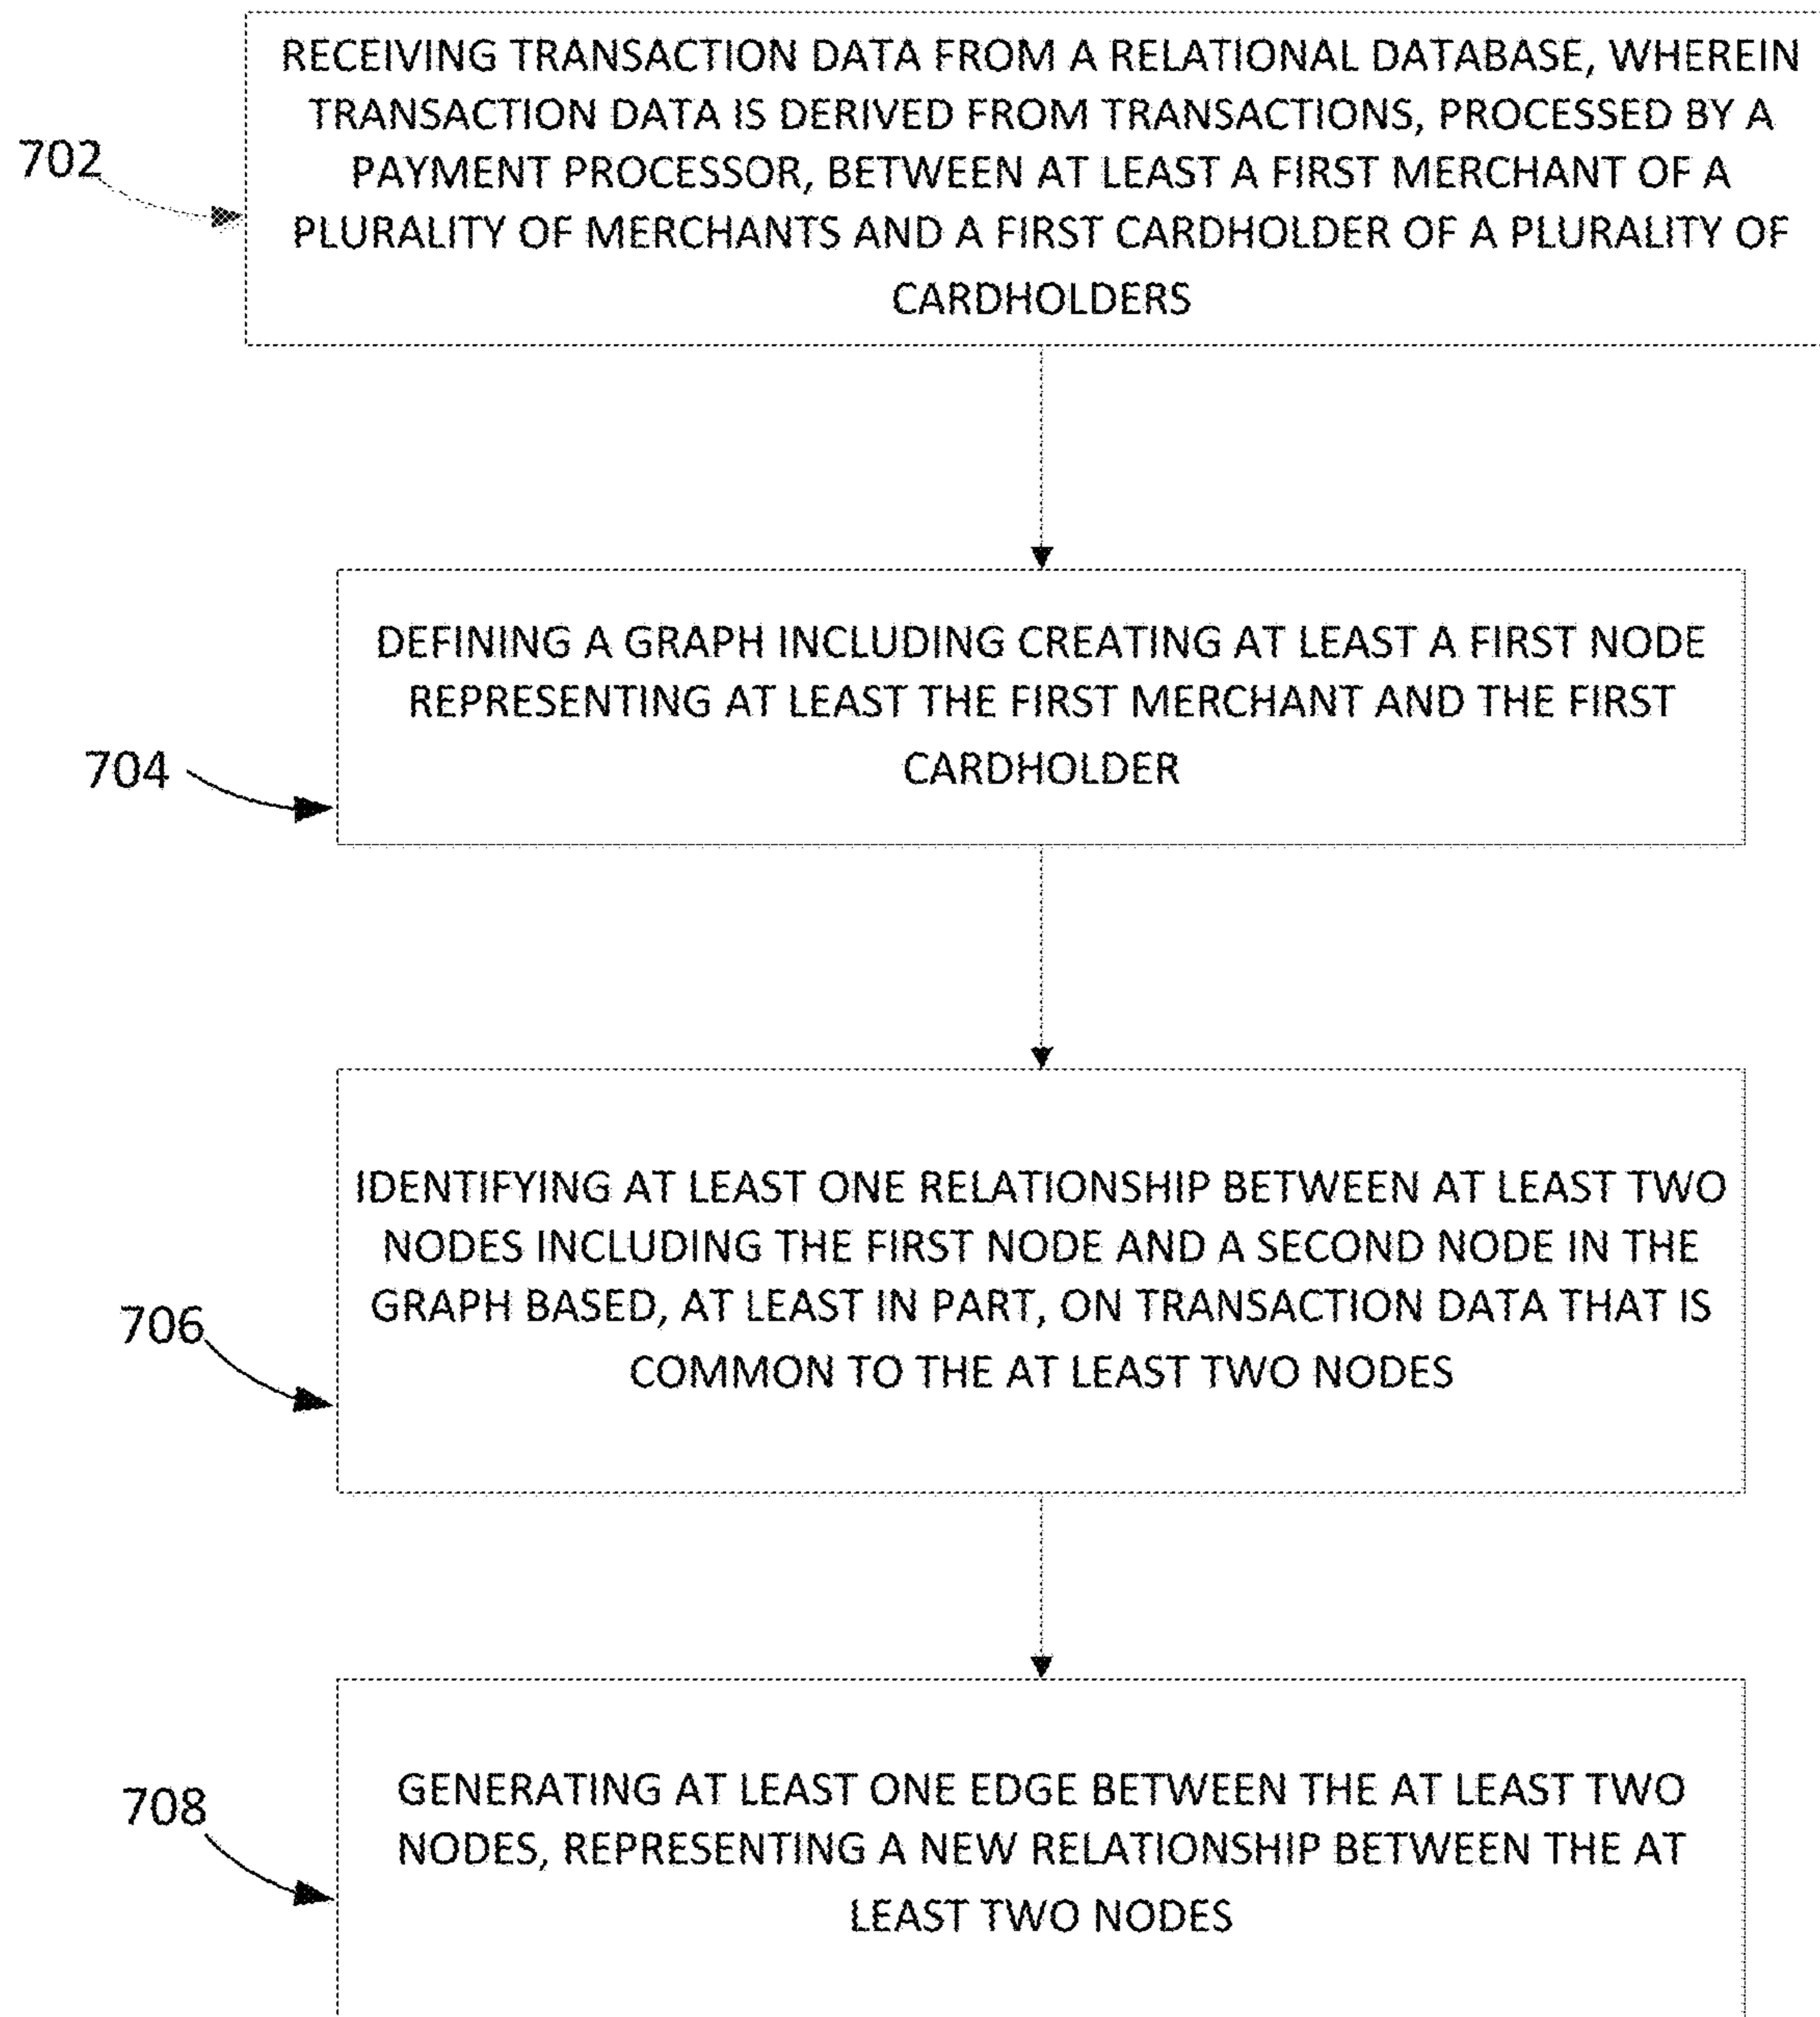 RECEIVING TRANSACTION DATA FROM A RELATIONAL DATABASE, WHEREIN
TRANSACTION DATA IS DERIVED FROM TRANSACTIONS, PROCESSED BY A
702
PAYMENT PROCESSOR, BETWEEN AT LEAST A FIRST MERCHANT OF A
PLURALITY OF MERCHANTS AND A FIRST CARDHOLDER OF A PLURALITY OF
CARDHOLDERS
DEFINING A GRAPH INCLUDING CREATING AT LEAST A FIRST NODE
REPRESENTING AT LEAST THE FIRST MERCHANT AND THE FIRST
CARDHOLDER
704
IDENTIFYING AT LEAST ONE RELATIONSHIP BETWEEN AT LEAST TWO
NODES INCLUDING THE FIRST NODE AND A SECOND NODE IN THE
GRAPH BASED, AT LEAST IN PART, ON TRANSACTION DATA THAT IS
706
COMMON TO THE AT LEAST TWO NODES
GENERATING AT LEAST ONE EDGE BETWEEN THE AT LEAST TWO
708
NODES, REPRESENTING A NEW RELATIONSHIP BETWEEN THE AT
LEAST TWO NODES